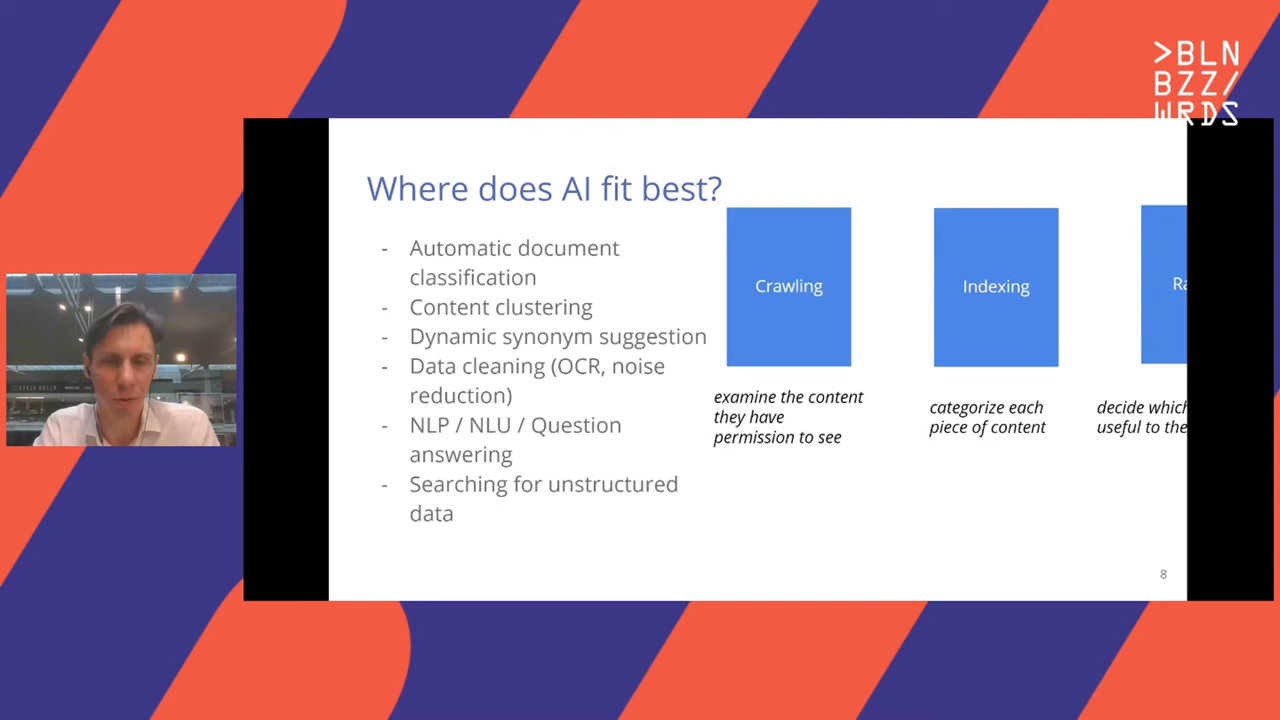 >BLN
BZZ/
WRDS
Where does AI fit best?
- Automatic document
classification
- Content clustering
- Dynamic synonym suggestion
- Data cleaning (OCR, noise
reduction)
- NLP / NLU / Question
answering
- Searching for unstructured
data
Crawling
examine the content
they have
permission to see
Indexing
categorize each
piece of content
Ra
decide which
useful to the
8